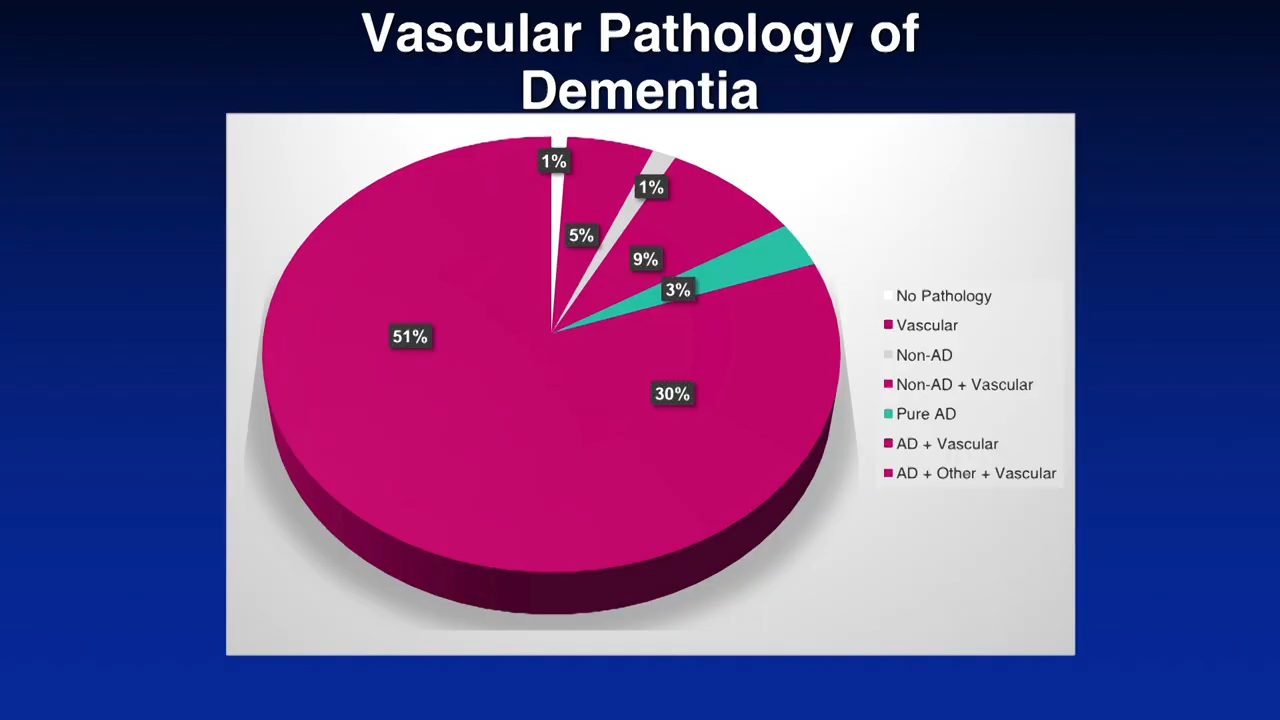 Vascular Pathology of
Dementia
1%
1%
5%
9%
3%
51%
30%
No Pathology
Vascular
Non-AD
Non-AD + Vascular
Pure AD
AD + Vascular
AD + Other + Vascular